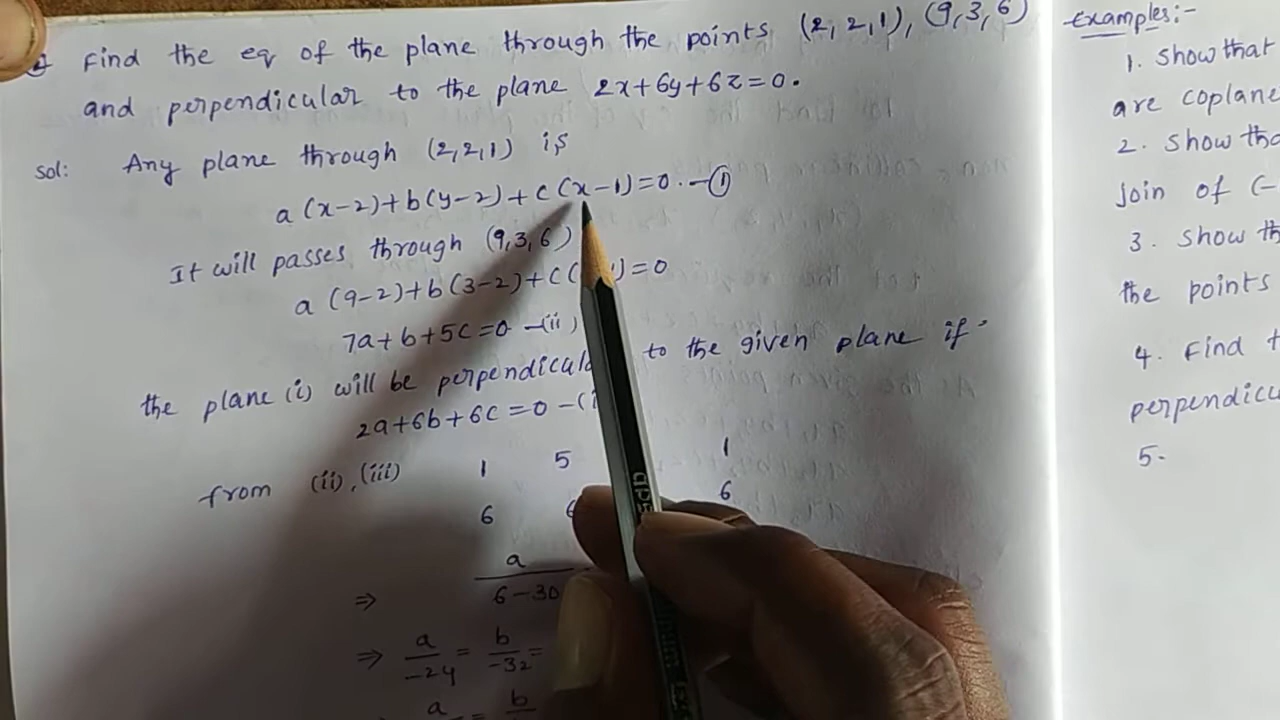 Find the eq of the plane through the points (2,2,1), (9,3,6)
and perpendicular to the plane 2x+6y+6z=0.
Sol: Any plane through (2,2,1) is
a(x-2)+b(y-2)+c(x-1)=0.-①
It will passes through (9,3,6)
a(9-2)+b(3-2)+c( )=0
7a+b+5c=0-(ii)
the plane (i) will be perpendicula to the given plane if
2a+6b+6c=0-(i
from (ii),(iii) 1 5 1
6 6 6
⇒ a/6-30
⇒ a/-24 = b/-32 =
a = b
Examples:-
1. Show that
are coplane
2. Show tha
join of (-
3. Show th
the points
4. Find t
perpendicu
5.